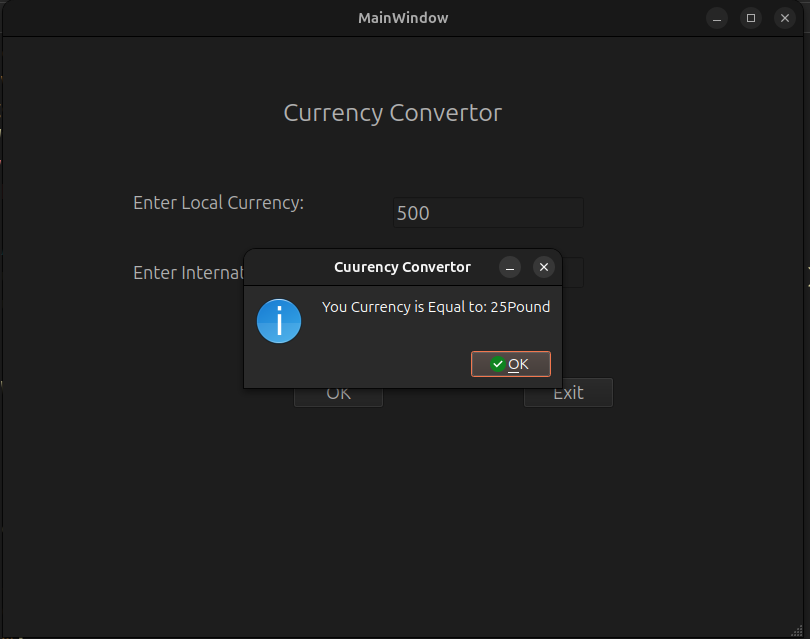 MainWindow
Currency Convertor
Enter Local Currency:
500
Enter Internat
Cuurency Convertor
You Currency is Equal to: 25Pound
OK
OK
Exit